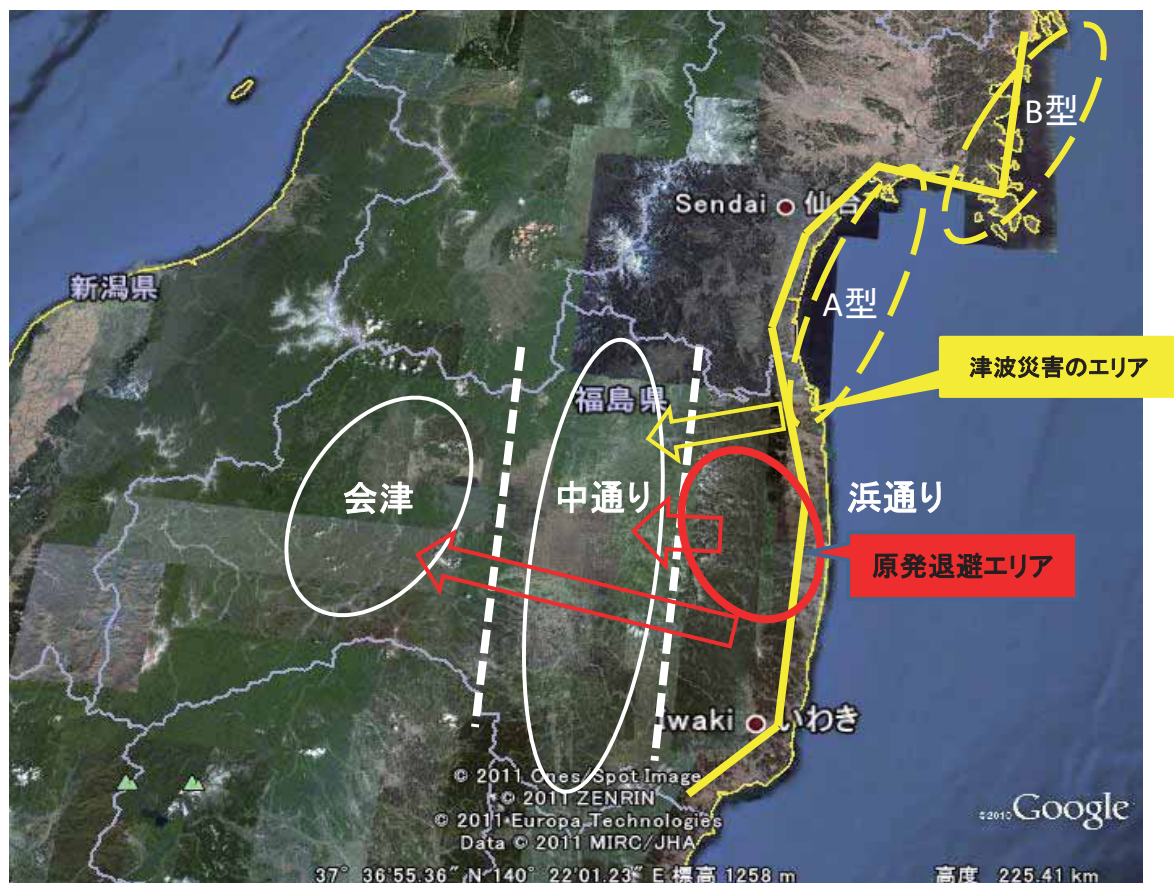 B型
Sendai 仙台
新潟県
A型
津波災害のエリア
福島県
会津
中通り
浜通り
原発退避エリア
Iwaki いわき
© 2011 Cnes/Spot Image
© 2011 ZENRIN
© 2011 Europa Technologies
Data © 2011 MIRC/JHA
©2010 Google
37° 36'55.36" N 140° 22'01.23" E 標高 1258 m 高度 225.41 km